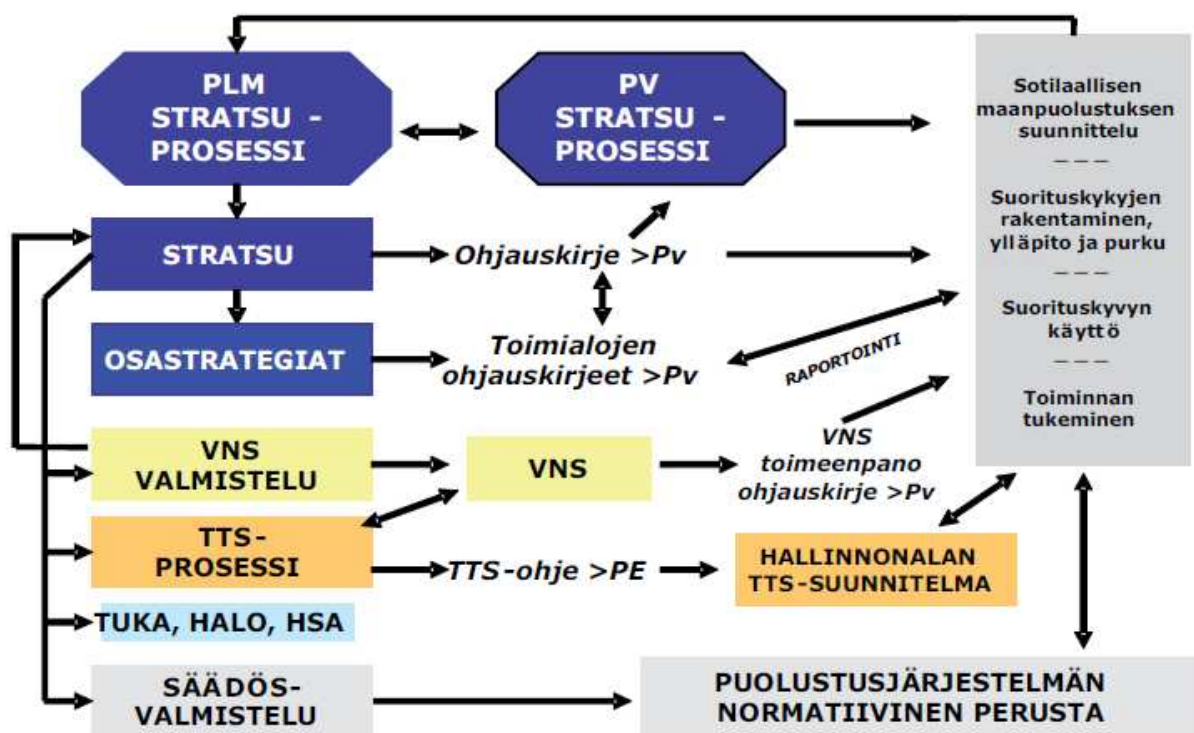 PLM
STRATSU -
PROSESSI
PV
STRATSU -
PROSESSI
Sotilaallisen
maanpuolustuksen
suunnittelu
– – –
Suorituskykyjen
rakentaminen,
ylläpito ja purku
– – –
Suorituskyvyn
käyttö
– – –
Toiminnan
tukeminen
STRATSU
Ohjauskirje >Pv
OSASTRATEGIAT
Toimialojen
ohjauskirjeet >Pv
RAPORTOINTI
VNS
VALMISTELU
VNS
VNS
toimeenpano
ohjauskirje >Pv
TTS-
PROSESSI
TTS-ohje >PE
HALLINNONALAN
TTS-SUUNNITELMA
TUKA, HALO, HSA
SÄÄDÖS-
VALMISTELU
PUOLUSTUSJÄRJESTELMÄN
NORMATIIVINEN PERUSTA